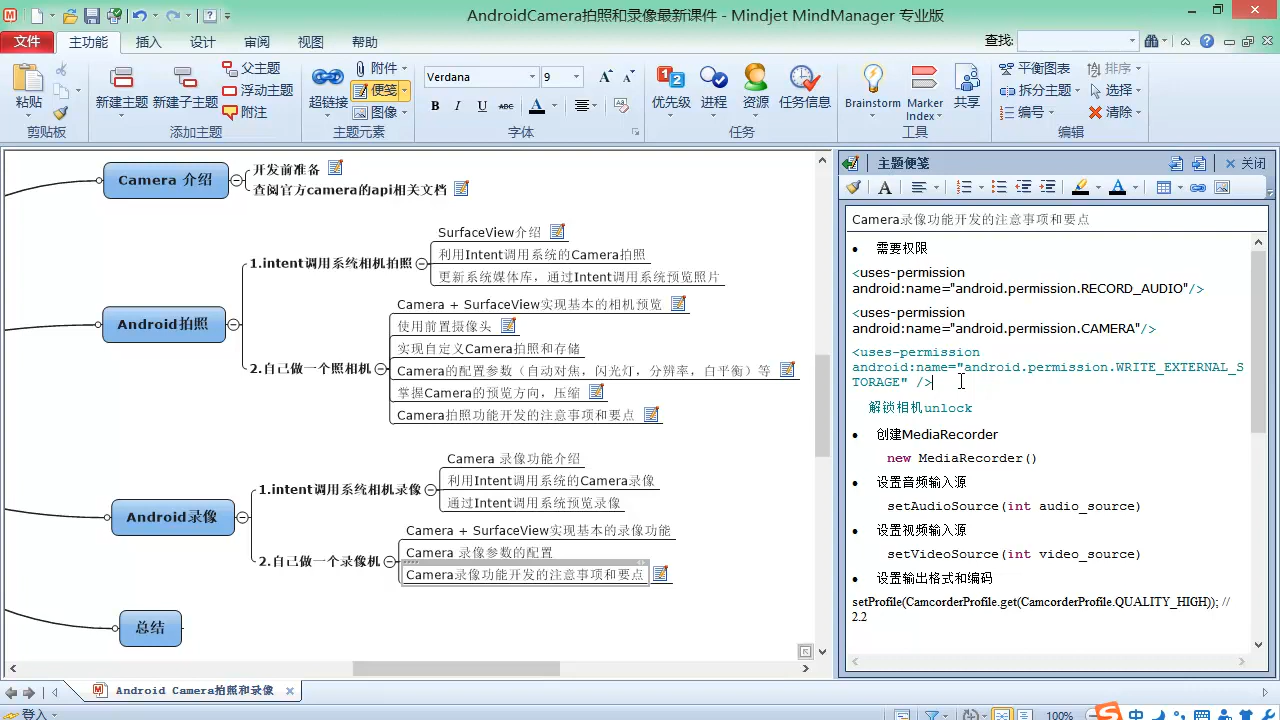 AndroidCamera拍照和录像最新课件 - Mindjet MindManager 专业版
文件 主功能 插入 设计 审阅 视图 帮助 查找:
粘贴
剪贴板
新建主题 新建子主题 父主题 浮动主题 附注
添加主题
超链接 附件 便笺 图像
主题元素
Verdana 9
B I U ABC A
字体
优先级 进程 资源 任务信息
任务
Brainstorm Marker Index 共享
工具
平衡图表 拆分主题 编号 排序 选择 清除
编辑
Camera 介绍
开发前准备
查阅官方camera的api相关文档
Android拍照
1.intent调用系统相机拍照
SurfaceView介绍
利用Intent调用系统的Camera拍照
更新系统媒体库，通过Intent调用系统预览照片
2.自己做一个照相机
Camera + SurfaceView实现基本的相机预览
使用前置摄像头
实现自定义Camera拍照和存储
Camera的配置参数（自动对焦，闪光灯，分辨率，白平衡）等
掌握Camera的预览方向，压缩
Camera拍照功能开发的注意事项和要点
Android录像
1.intent调用系统相机录像
Camera 录像功能介绍
利用Intent调用系统的Camera录像
通过Intent调用系统预览录像
2.自己做一个录像机
Camera + SurfaceView实现基本的录像功能
Camera 录像参数的配置
Camera录像功能开发的注意事项和要点
总结
主题便笺 关闭
Camera录像功能开发的注意事项和要点
• 需要权限
<uses-permission
android:name="android.permission.RECORD_AUDIO"/>
<uses-permission
android:name="android.permission.CAMERA"/>
<uses-permission
android:name="android.permission.WRITE_EXTERNAL_S
TORAGE" />
解锁相机unlock
• 创建MediaRecorder
new MediaRecorder()
• 设置音频输入源
setAudioSource(int audio_source)
• 设置视频输入源
setVideoSource(int video_source)
• 设置输出格式和编码
setProfile(CamcorderProfile.get(CamcorderProfile.QUALITY_HIGH)); //
2.2
Android Camera拍照和录像
登入 100% 中